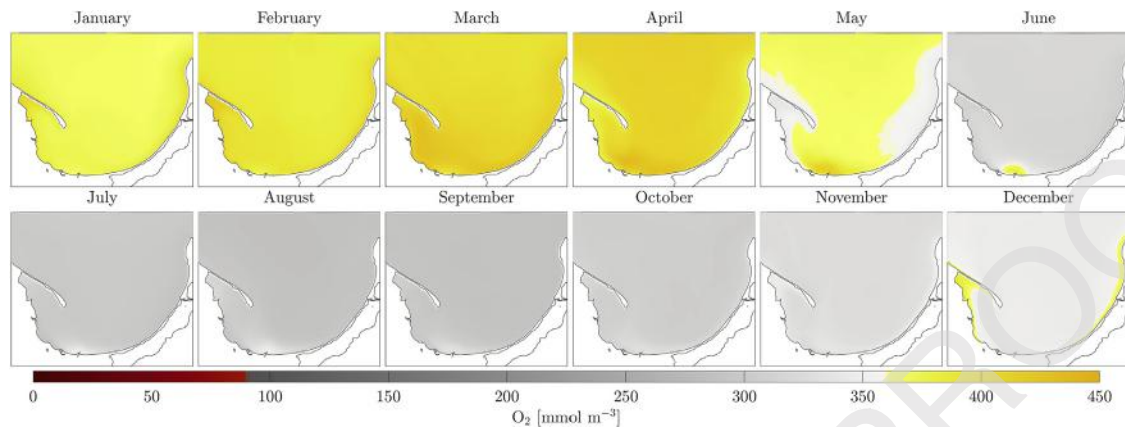 January February March April May June
July August September October November December
0 50 100 150 200 250 300 350 400 450
O₂ [mmol m⁻³]
PROO